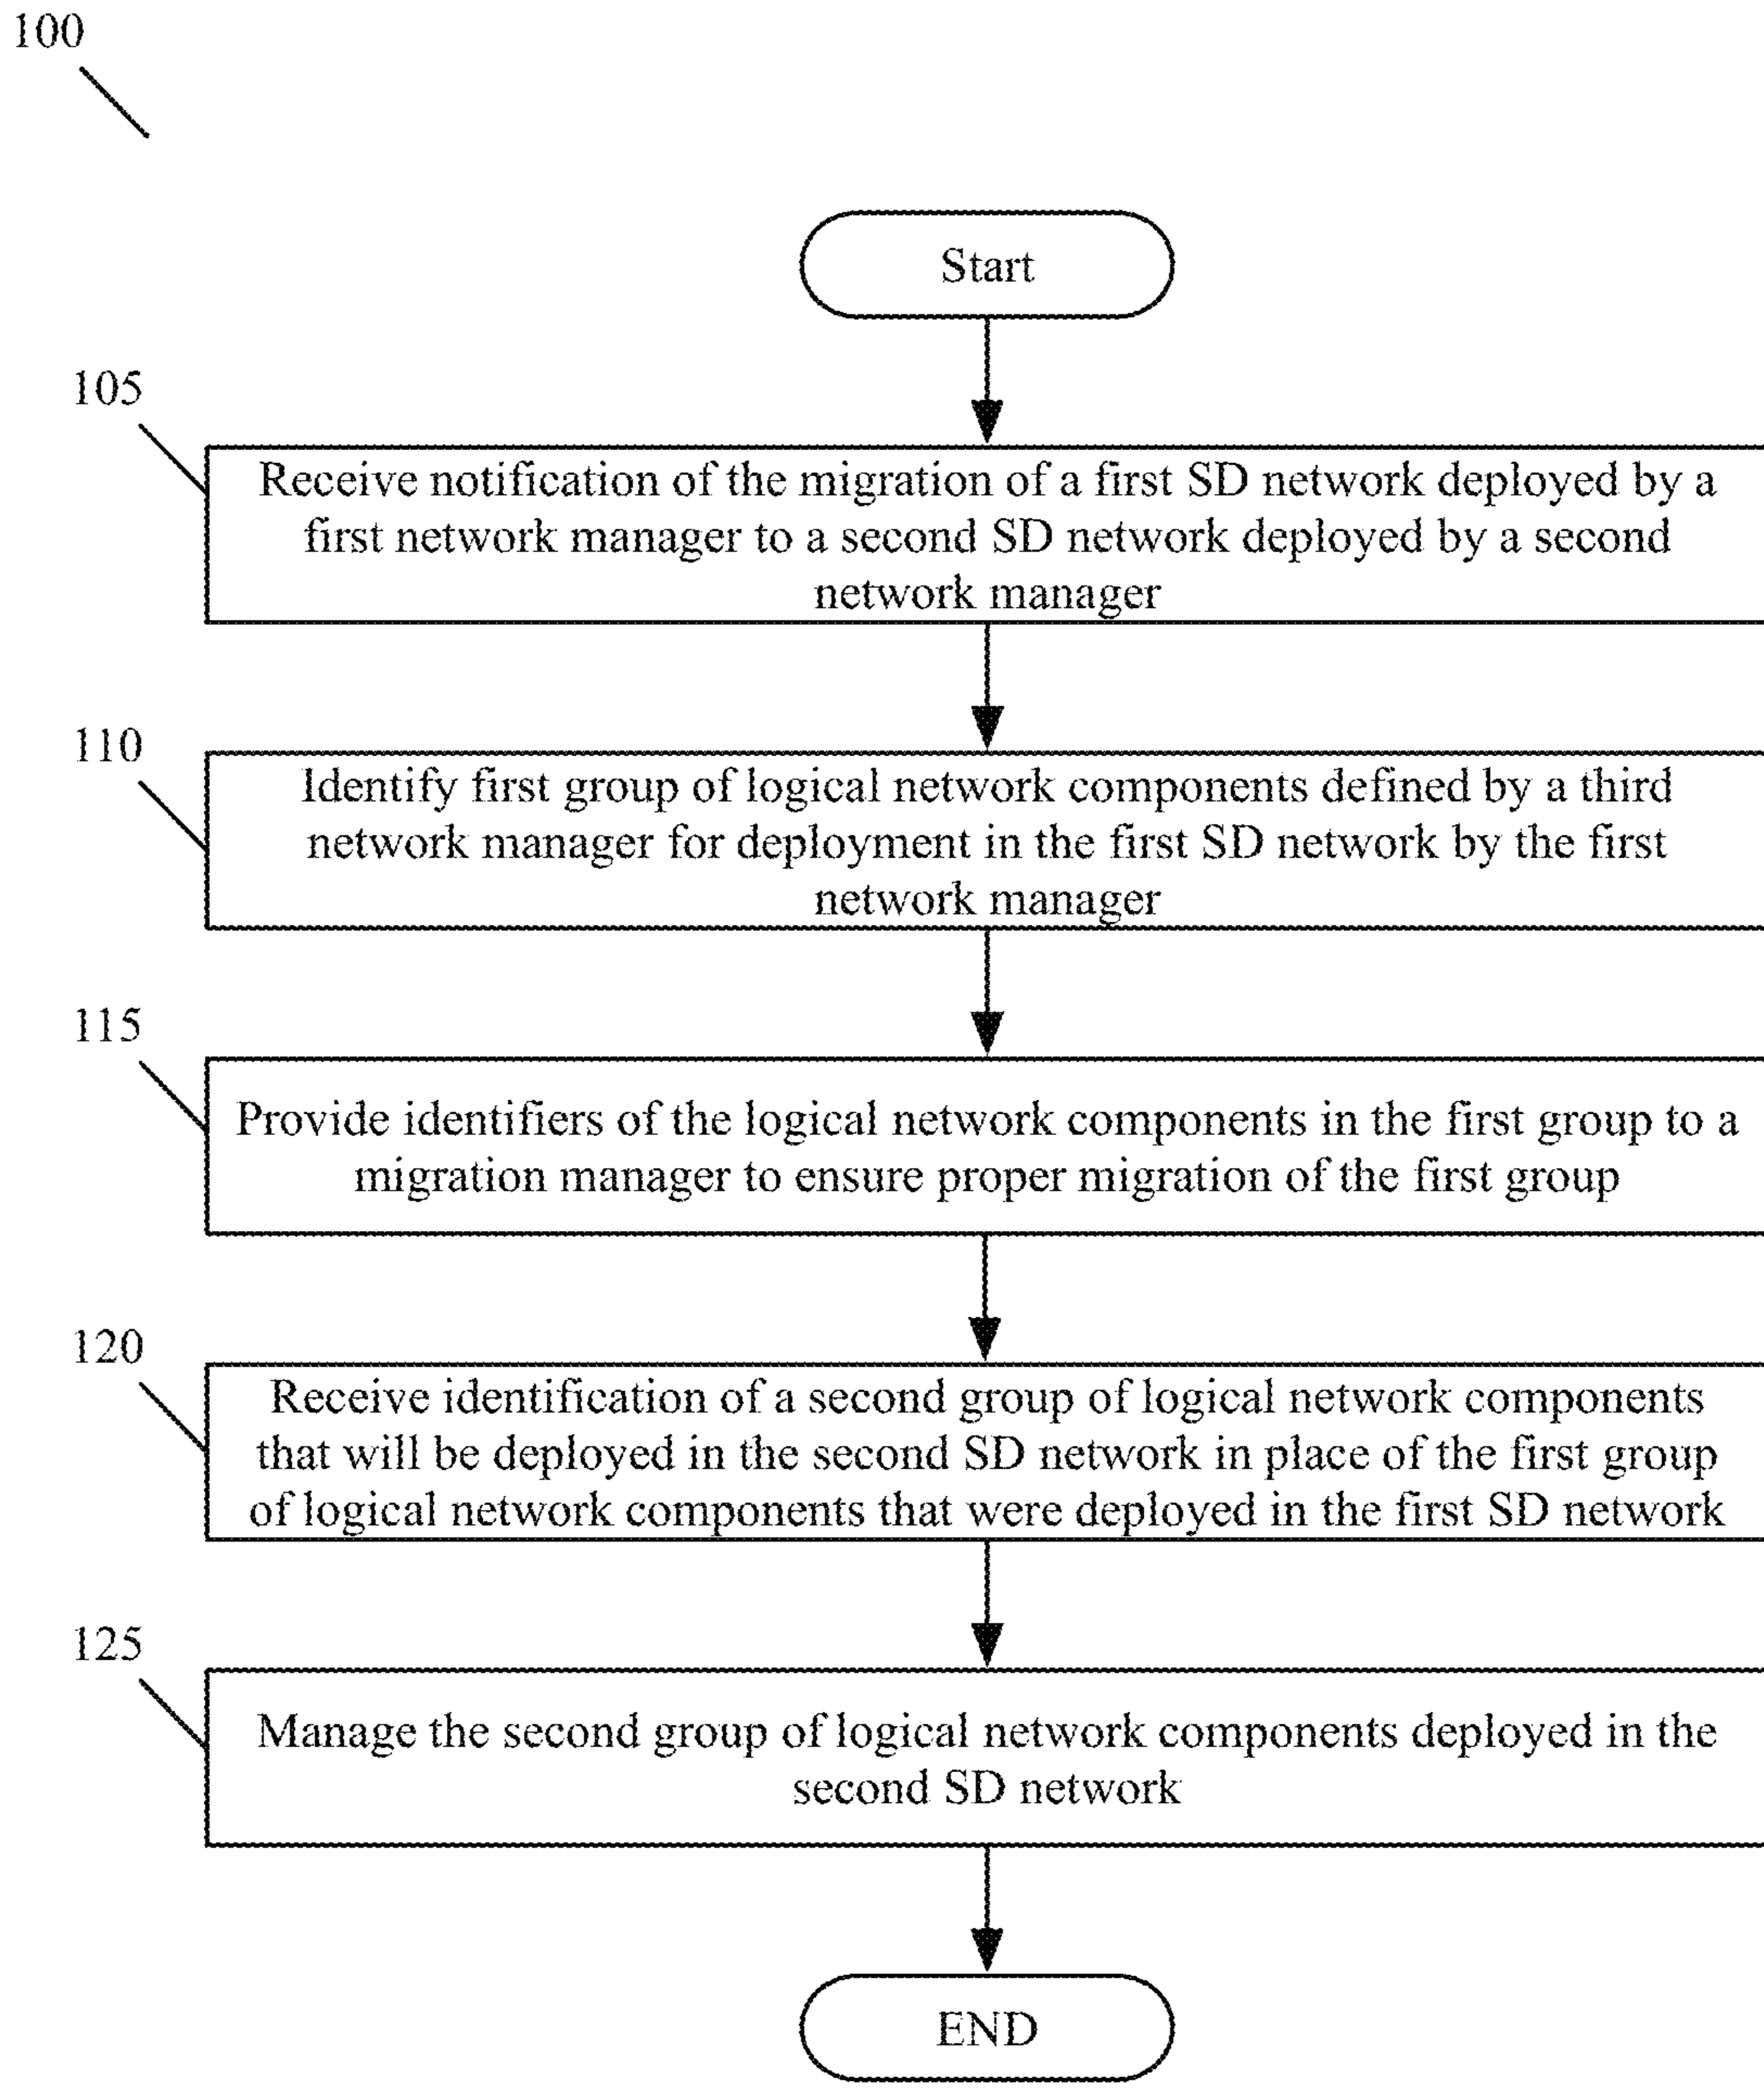 100
Start
105
Receive notification of the migration of a first SD network deployed by a
first network manager to a second SD network deployed by a second
network manager
110
Identify first group of logical network components defined by a third
network manager for deployment in the first SD network by the first
network manager
115
Provide identifiers of the logical network components in the first group to a
migration manager to ensure proper migration of the first group
120
Receive identification of a second group of logical network components
that will be deployed in the second SD network in place of the first group
of logical network components that were deployed in the first SD network
125
Manage the second group of logical network components deployed in the
second SD network
END